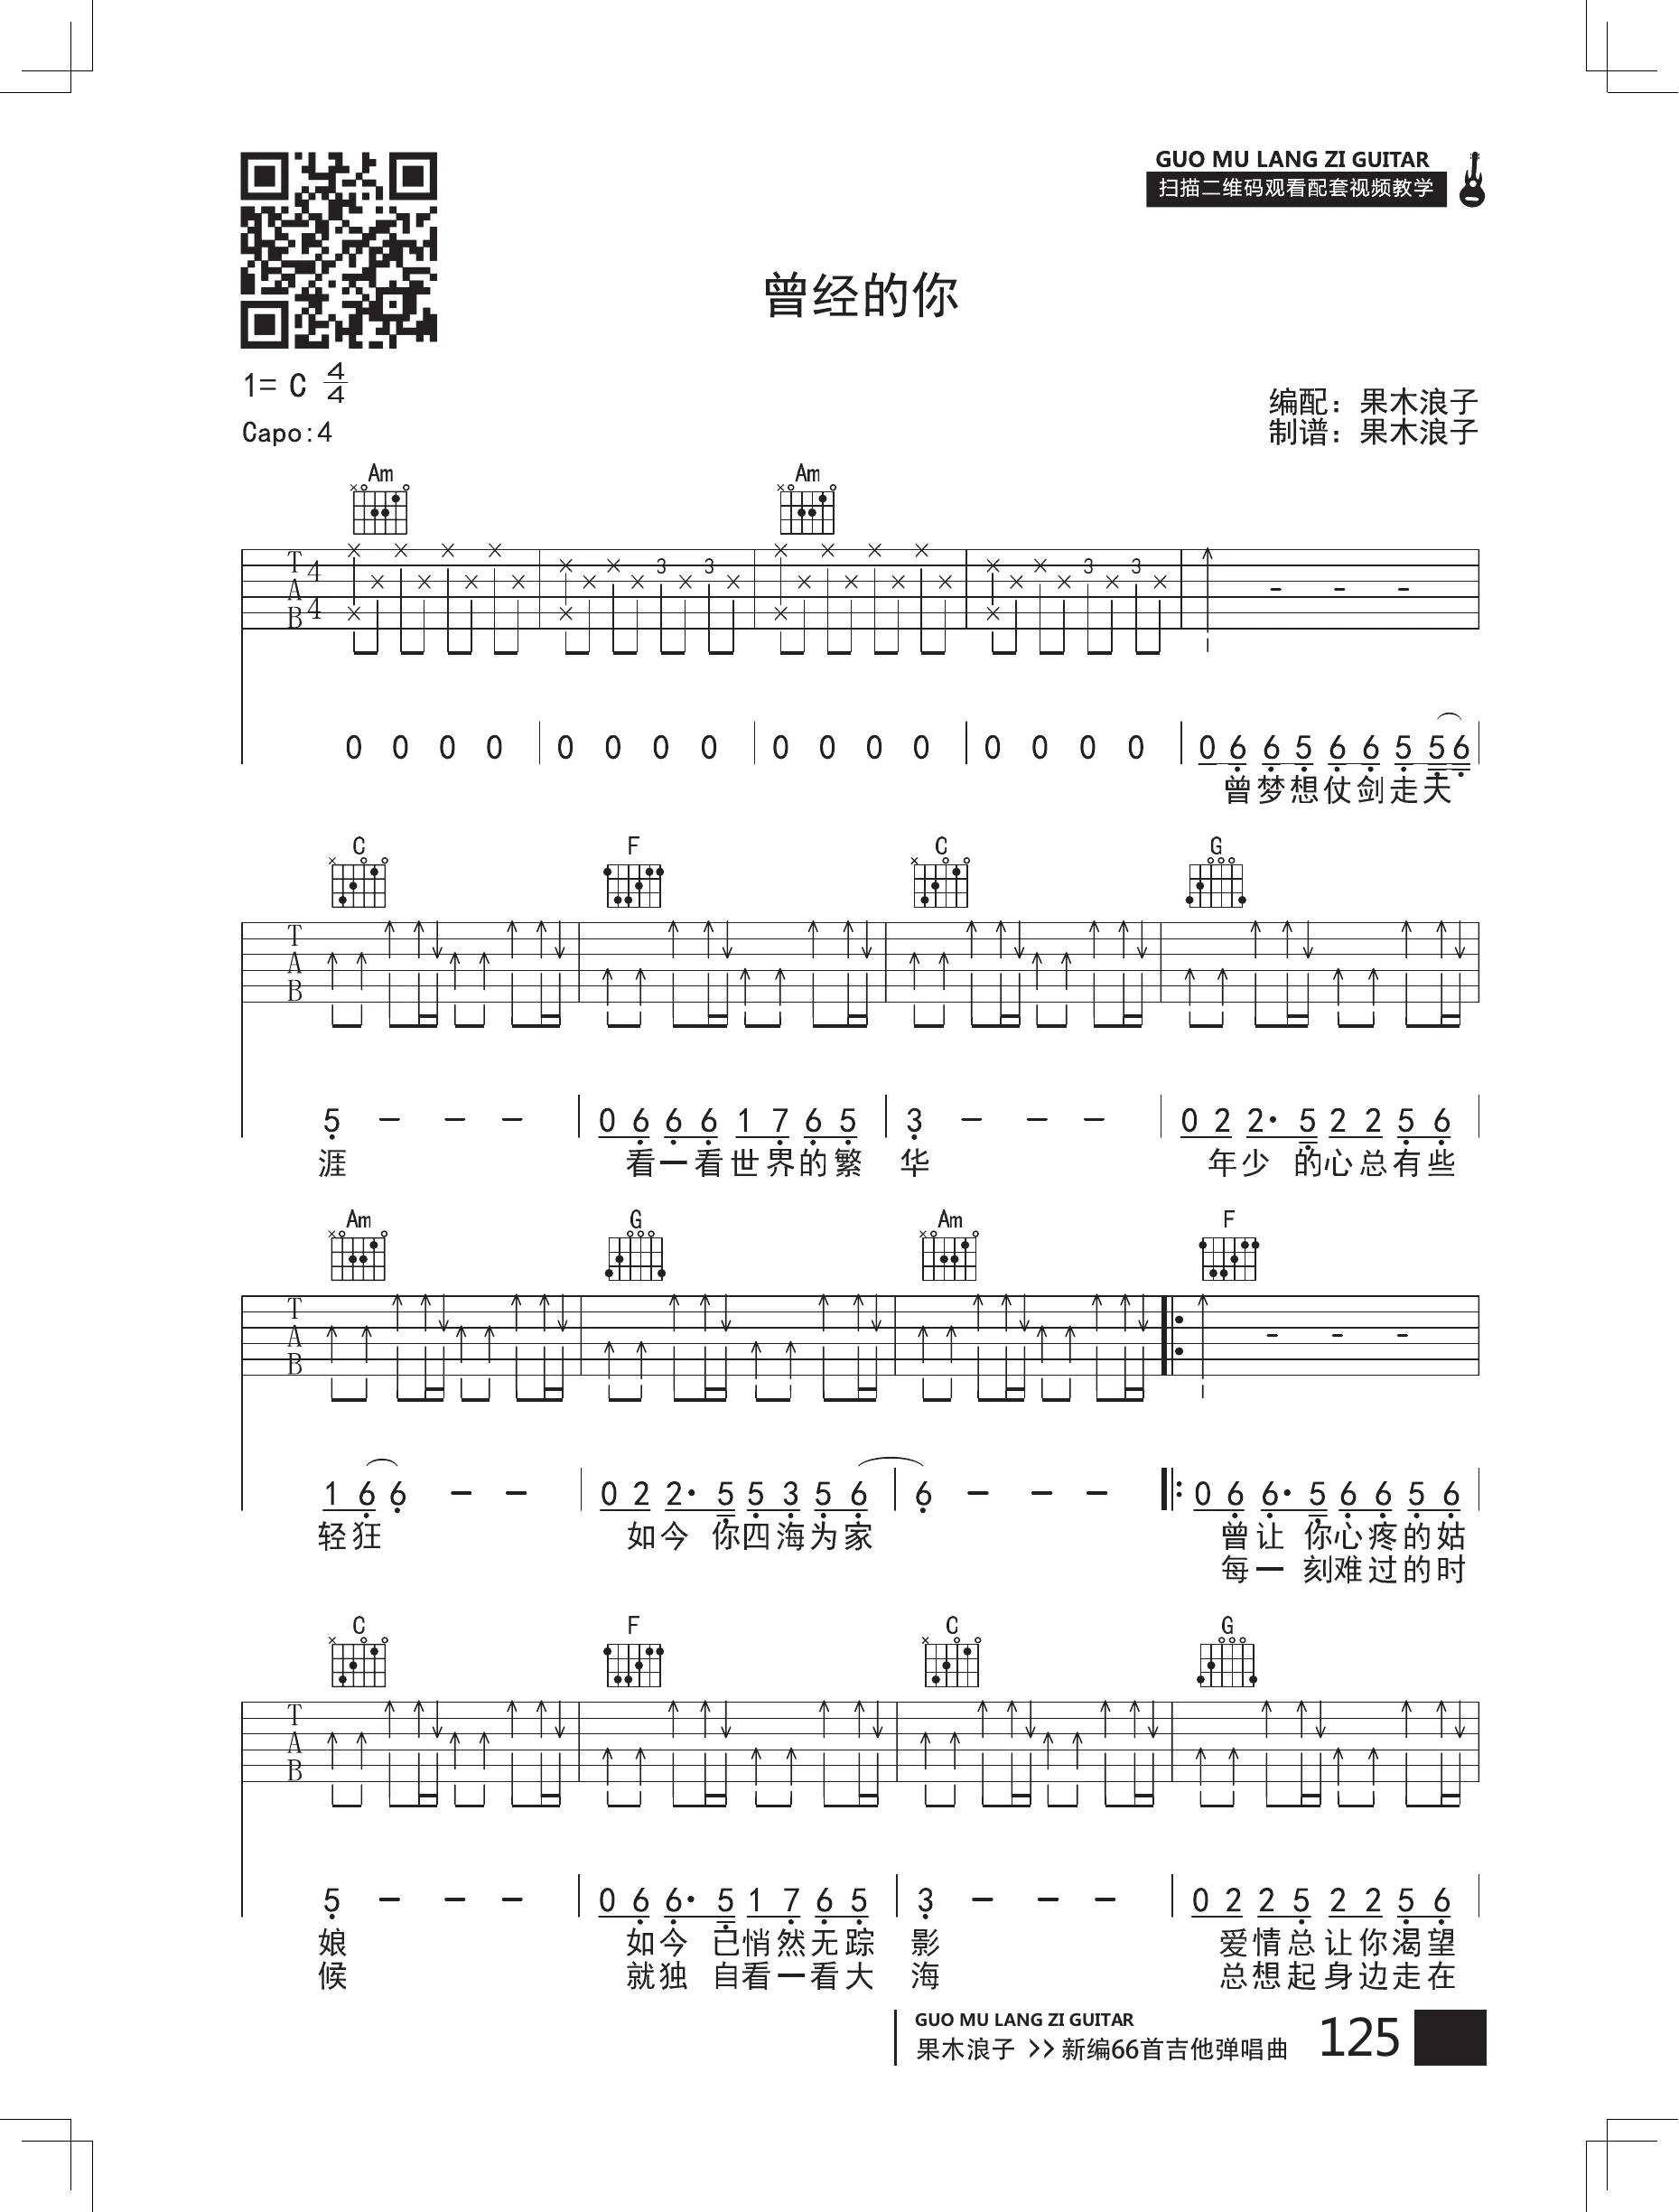 GUO MU LANG ZI GUITAR
扫描二维码观看配套视频教学
曾经的你
1= C 4/4
Capo:4
编配：果木浪子
制谱：果木浪子
Am Am
T A B 4 4 3 3 3 3
0 0 0 0 0 0 0 0 0 0 0 0 0 0 0 0 0 6 6 5 6 6 5 5 6
曾梦想仗剑走天
C F C G
T A B
5 - - - 0 6 6 6 1 7 6 5 3 - - - 0 2 2· 5 2 2 5 6
涯 看一看世界的繁 华 年少 的心总有些
Am G Am F
T A B
1 6 6 - - 0 2 2· 5 5 3 5 6 6 - - - 0 6 6· 5 6 6 5 6
轻狂 如今 你四海为家 曾让 你心疼的姑
每一 刻难过的时
C F C G
T A B
5 - - - 0 6 6· 5 1 7 6 5 3 - - - 0 2 2 5 2 2 5 6
娘 如今 已悄然无踪 影 爱情总让你渴望
候 就独 自看一看大 海 总想起身边走在
GUO MU LANG ZI GUITAR
果木浪子 >> 新编66首吉他弹唱曲 125